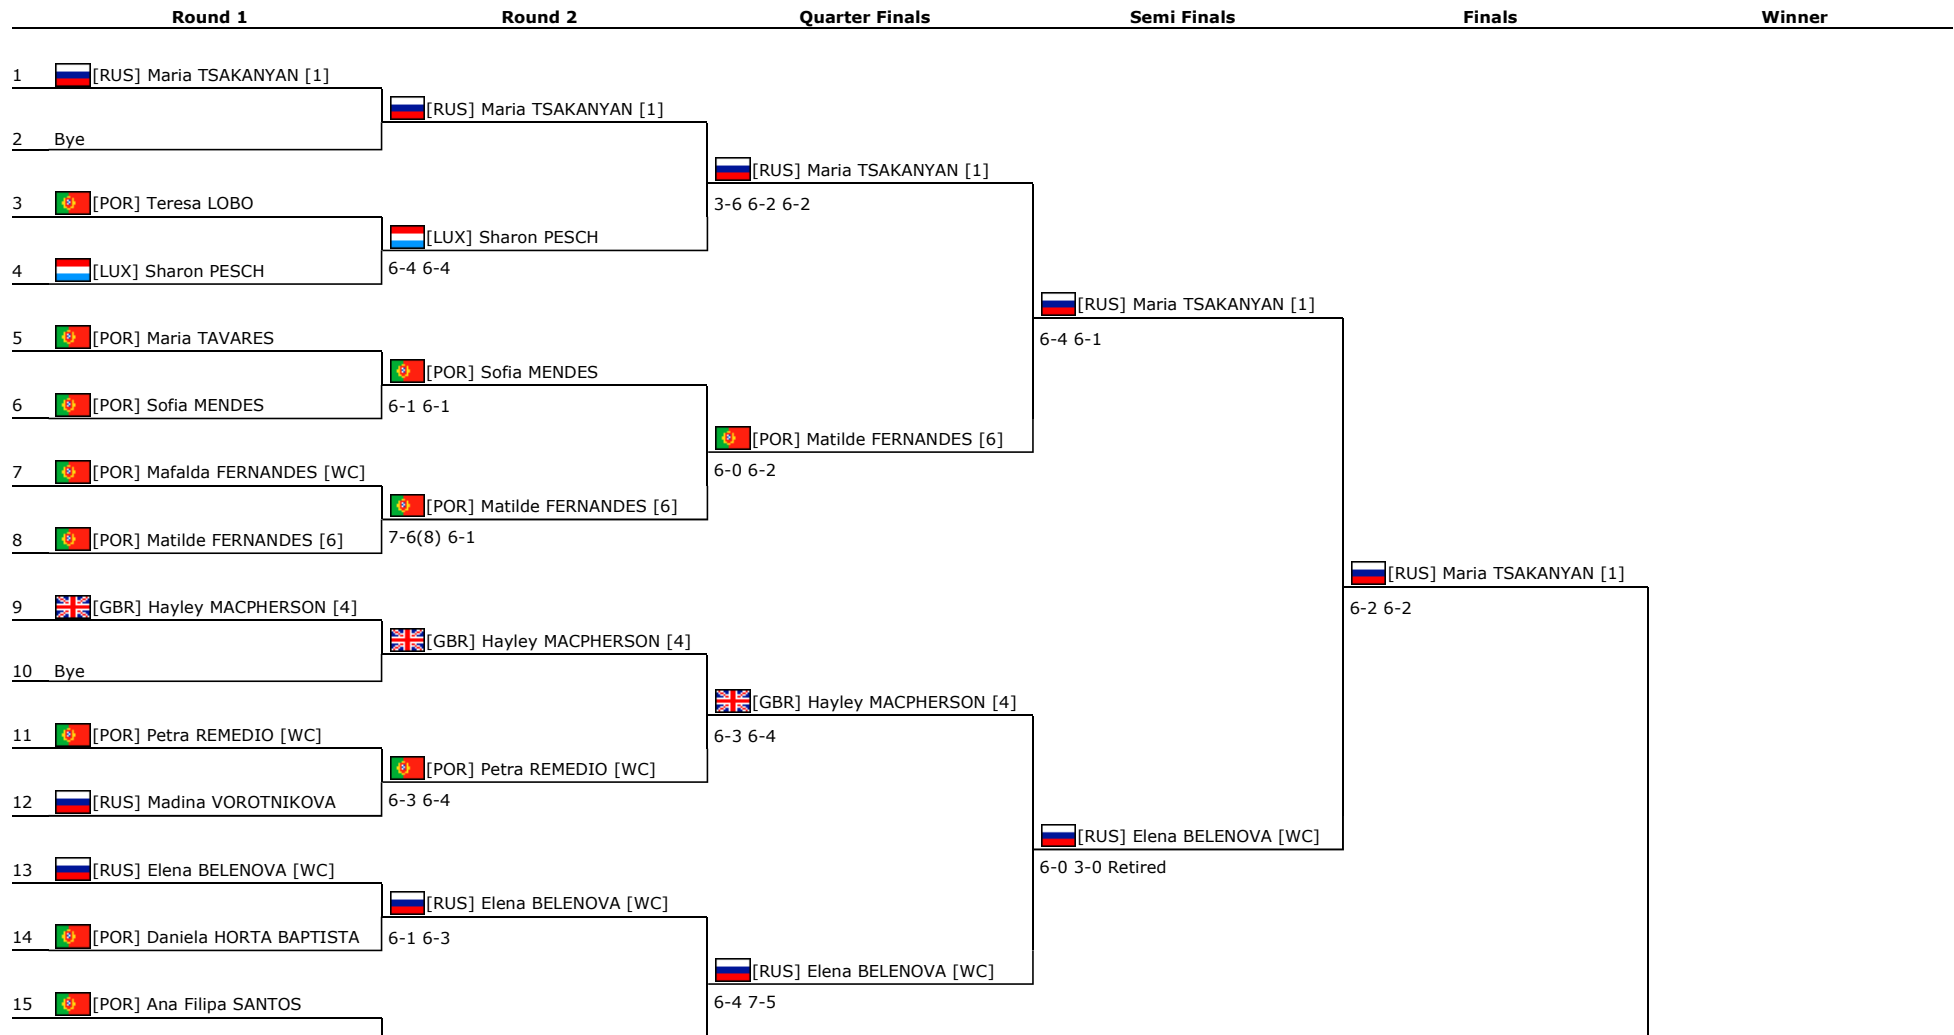 Round 1 Round 2 Quarter Finals Semi Finals Finals Winner
1 [RUS] Maria TSAKANYAN [1]
[RUS] Maria TSAKANYAN [1]
2 Bye
[RUS] Maria TSAKANYAN [1]
3 [POR] Teresa LOBO
3-6 6-2 6-2
[LUX] Sharon PESCH
4 [LUX] Sharon PESCH
6-4 6-4
[RUS] Maria TSAKANYAN [1]
5 [POR] Maria TAVARES
6-4 6-1
[POR] Sofia MENDES
6 [POR] Sofia MENDES
6-1 6-1
[POR] Matilde FERNANDES [6]
7 [POR] Mafalda FERNANDES [WC]
6-0 6-2
[POR] Matilde FERNANDES [6]
8 [POR] Matilde FERNANDES [6]
7-6(8) 6-1
[RUS] Maria TSAKANYAN [1]
9 [GBR] Hayley MACPHERSON [4]
6-2 6-2
[GBR] Hayley MACPHERSON [4]
10 Bye
[GBR] Hayley MACPHERSON [4]
11 [POR] Petra REMEDIO [WC]
6-3 6-4
[POR] Petra REMEDIO [WC]
12 [RUS] Madina VOROTNIKOVA
6-3 6-4
[RUS] Elena BELENOVA [WC]
13 [RUS] Elena BELENOVA [WC]
6-0 3-0 Retired
[RUS] Elena BELENOVA [WC]
14 [POR] Daniela HORTA BAPTISTA
6-1 6-3
[RUS] Elena BELENOVA [WC]
15 [POR] Ana Filipa SANTOS
6-4 7-5